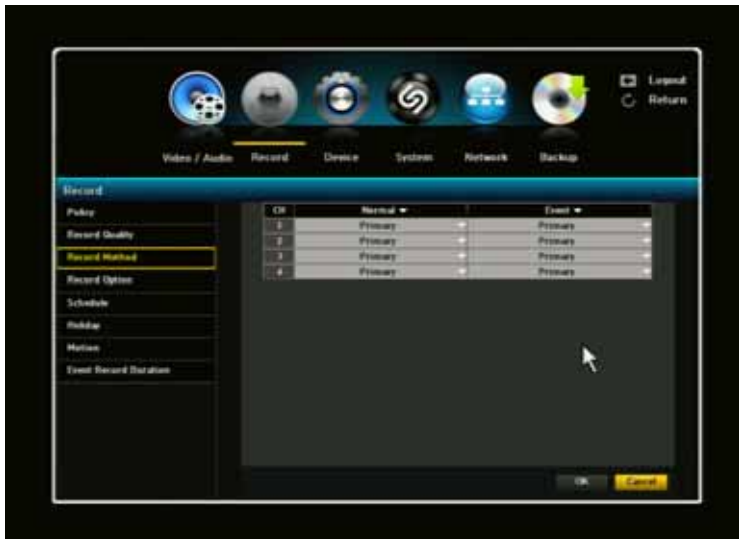 Logout
Return
Video / Audio Record Device System Network Backup
Record
Policy
Record Quality
Record Method
Record Option
Schedule
Holiday
Motion
Event Record Duration
CH Normal Event
1 Primary Primary
2 Primary Primary
3 Primary Primary
4 Primary Primary
OK Cancel